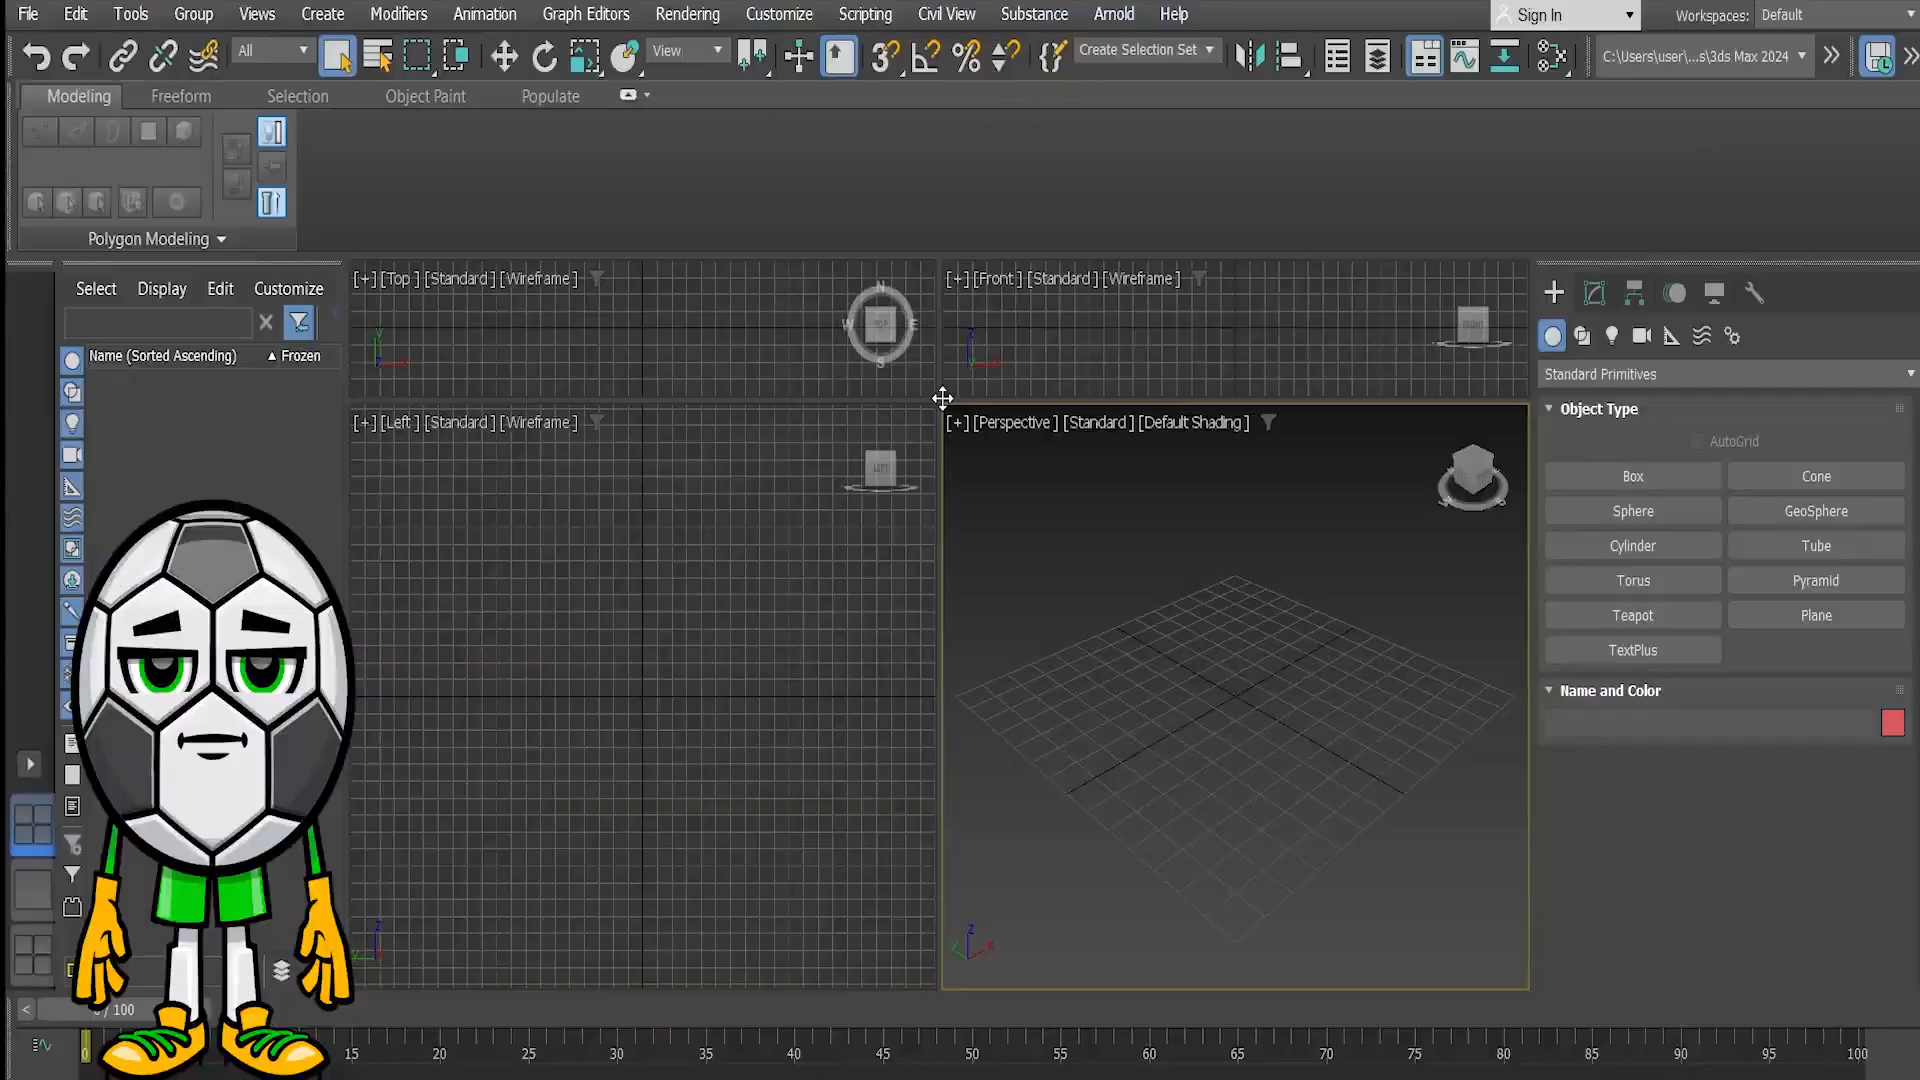 File Edit Tools Group Views Create Modifiers Animation Graph Editors Rendering Customize Scripting Civil View Substance Arnold Help Sign In Workspaces: Default
All View Create Selection Set C:\Users\user\...s\3ds Max 2024
Modeling Freeform Selection Object Paint Populate
Polygon Modeling
Select Display Edit Customize
Name (Sorted Ascending) ▲ Frozen
[+] [Top ] [Standard ] [Wireframe ]
N
W TOP E
S
y
z x
[+] [Front ] [Standard ] [Wireframe ]
FRONT
z
y x
[+] [Left ] [Standard ] [Wireframe ]
LEFT
z
y
[+] [Perspective ] [Standard ] [Default Shading ]
z
y x
Standard Primitives
Object Type
AutoGrid
Box Cone
Sphere GeoSphere
Cylinder Tube
Torus Pyramid
Teapot Plane
TextPlus
Name and Color
< / 100
0 15 20 25 30 35 40 45 50 55 60 65 70 75 80 85 90 95 100